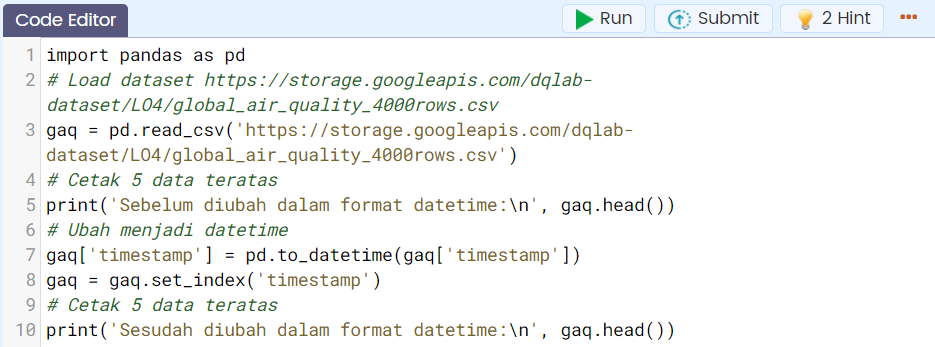 Code Editor
Run
Submit
2 Hint
1 import pandas as pd
2 # Load dataset https://storage.googleapis.com/dqlab-
dataset/LO4/global_air_quality_4000rows.csv
3 gaq = pd.read_csv('https://storage.googleapis.com/dqlab-
dataset/LO4/global_air_quality_4000rows.csv')
4 # Cetak 5 data teratas
5 print('Sebelum diubah dalam format datetime:\n', gaq.head())
6 # Ubah menjadi datetime
7 gaq['timestamp'] = pd.to_datetime(gaq['timestamp'])
8 gaq = gaq.set_index('timestamp')
9 # Cetak 5 data teratas
10 print('Sesudah diubah dalam format datetime:\n', gaq.head())